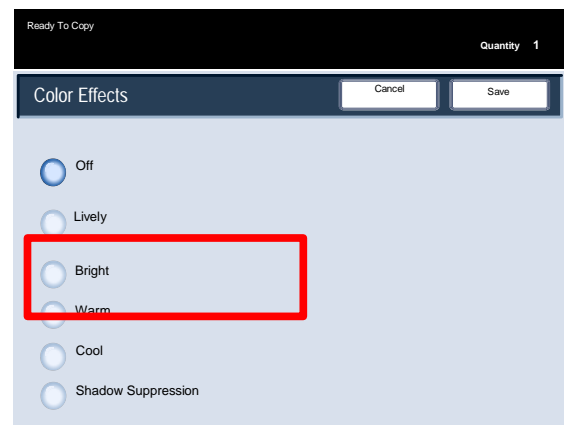 Ready To Copy
Quantity 1
Color Effects
Cancel
Save
Off
Lively
Bright
Warm
Cool
Shadow Suppression